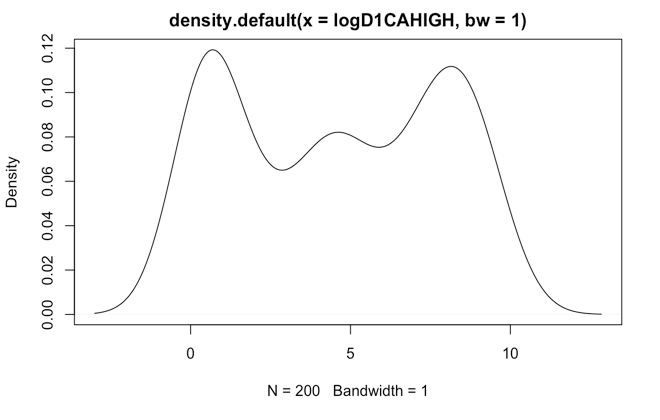 density.default(x = logD1CAHIGH, bw = 1)
Density
0.12
0.10
0.08
0.06
0.04
0.02
0.00
0 5 10
N = 200 Bandwidth = 1